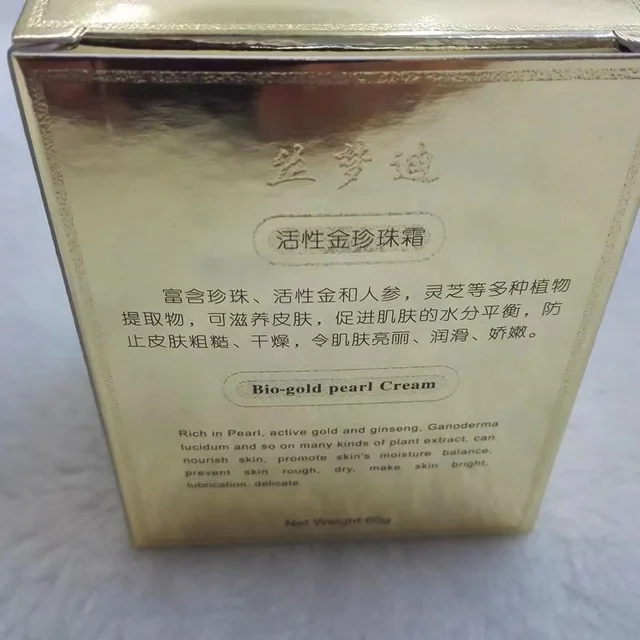 丝梦迪
活性金珍珠霜
富含珍珠、活性金和人参，灵芝等多种植物
提取物，可滋养皮肤，促进肌肤的水分平衡，防
止皮肤粗糙、干燥，令肌肤亮丽、润滑、娇嫩。
Bio-gold pearl Cream
Rich in Pearl, active gold and ginseng, Ganoderma
lucidum and so on many kinds of plant extract, can
nourish skin, promote skin's moisture balance,
prevent skin rough, dry, make skin bright,
lubrication, delicate.
Net Weight 60g